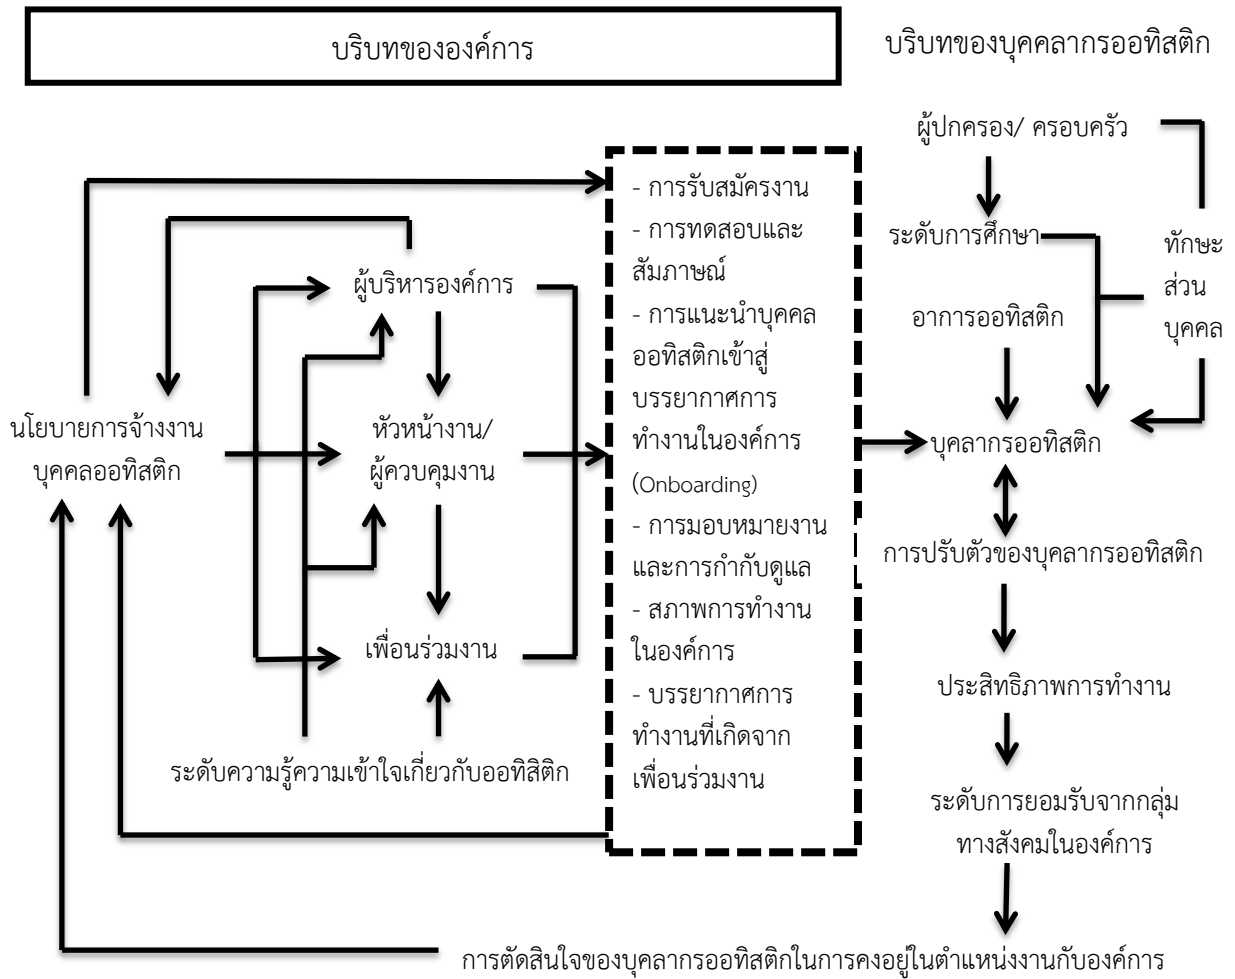 บริบทขององค์การ
บริบทของบุคคลากรออทิสติก
ผู้ปกครอง/ ครอบครัว
ระดับการศึกษา
ทักษะ
ส่วน
บุคคล
อาการออทิสติก
บุคลากรออทิสติก
การปรับตัวของบุคลากรออทิสติก
ประสิทธิภาพการทำงาน
ระดับการยอมรับจากกลุ่ม
ทางสังคมในองค์การ
การตัดสินใจของบุคลากรออทิสติกในการคงอยู่ในตำแหน่งงานกับองค์การ
- การรับสมัครงาน
- การทดสอบและ
สัมภาษณ์
- การแนะนำบุคคล
ออทิสติกเข้าสู่
บรรยากาศการ
ทำงานในองค์การ
(Onboarding)
- การมอบหมายงาน
และการกำกับดูแล
- สภาพการทำงาน
ในองค์การ
- บรรยากาศการ
ทำงานที่เกิดจาก
เพื่อนร่วมงาน
ผู้บริหารองค์การ
หัวหน้างาน/
ผู้ควบคุมงาน
เพื่อนร่วมงาน
นโยบายการจ้างงาน
บุคคลออทิสติก
ระดับความรู้ความเข้าใจเกี่ยวกับออทิสิติก